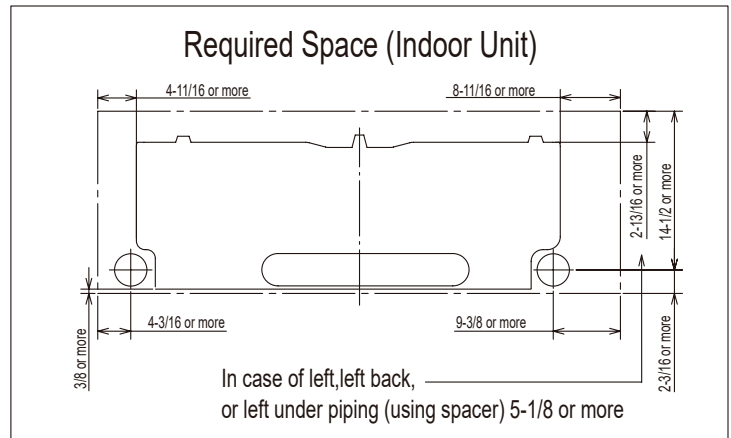 Required Space (Indoor Unit)
4-11/16 or more
8-11/16 or more
2-13/16 or more
14-1/2 or more
3/8 or more
4-3/16 or more
9-3/8 or more
2-3/16 or more
In case of left,left back,
or left under piping (using spacer) 5-1/8 or more